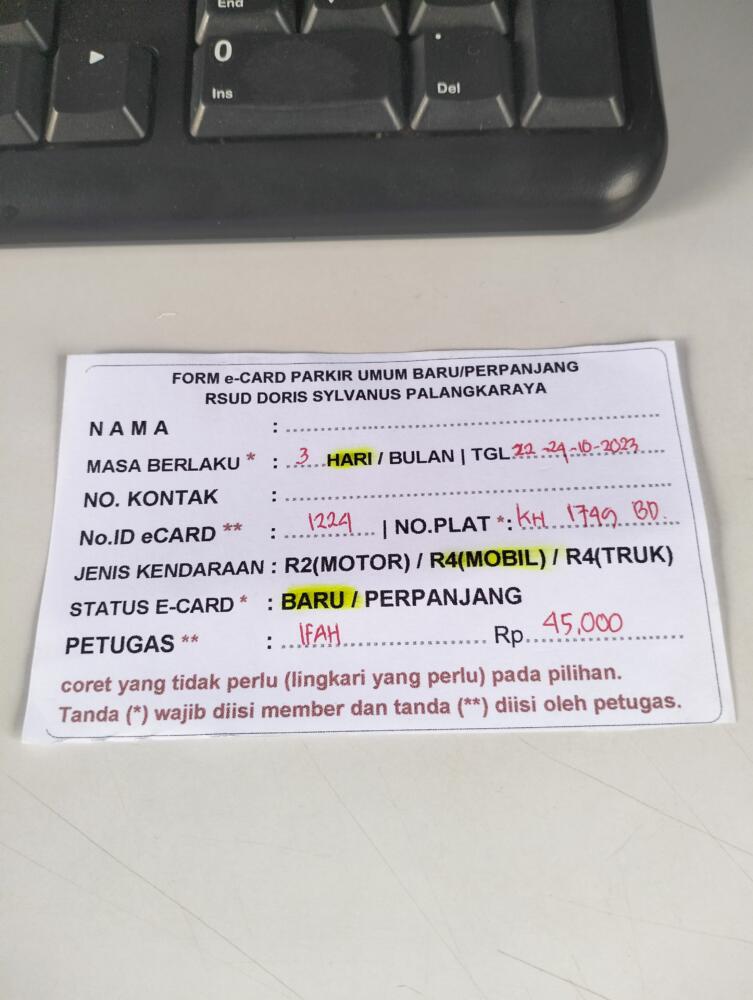 End
0
Ins
.
Del
FORM e-CARD PARKIR UMUM BARU/PERPANJANG
RSUD DORIS SYLVANUS PALANGKARAYA
NAMA :
MASA BERLAKU * : 3 HARI / BULAN | TGL 22-24-10-2023
NO. KONTAK :
No.ID eCARD ** : 1224 | NO.PLAT *: KH 1749 BD
JENIS KENDARAAN : R2(MOTOR) / R4(MOBIL) / R4(TRUK)
STATUS E-CARD * : BARU / PERPANJANG
PETUGAS ** : IFAH Rp 45,000
coret yang tidak perlu (lingkari yang perlu) pada pilihan.
Tanda (*) wajib diisi member dan tanda (**) diisi oleh petugas.